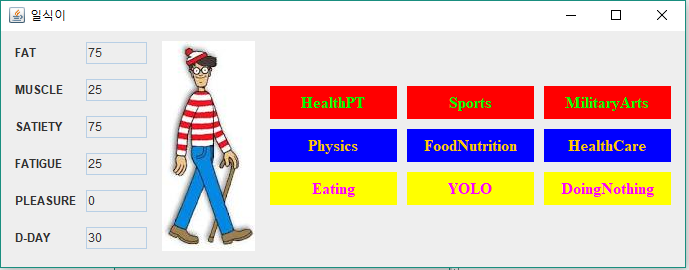 일식이
FAT 75
MUSCLE 25
SATIETY 75
FATIGUE 25
PLEASURE 0
D-DAY 30
HealthPT Sports MilitaryArts
Physics FoodNutrition HealthCare
Eating YOLO DoingNothing